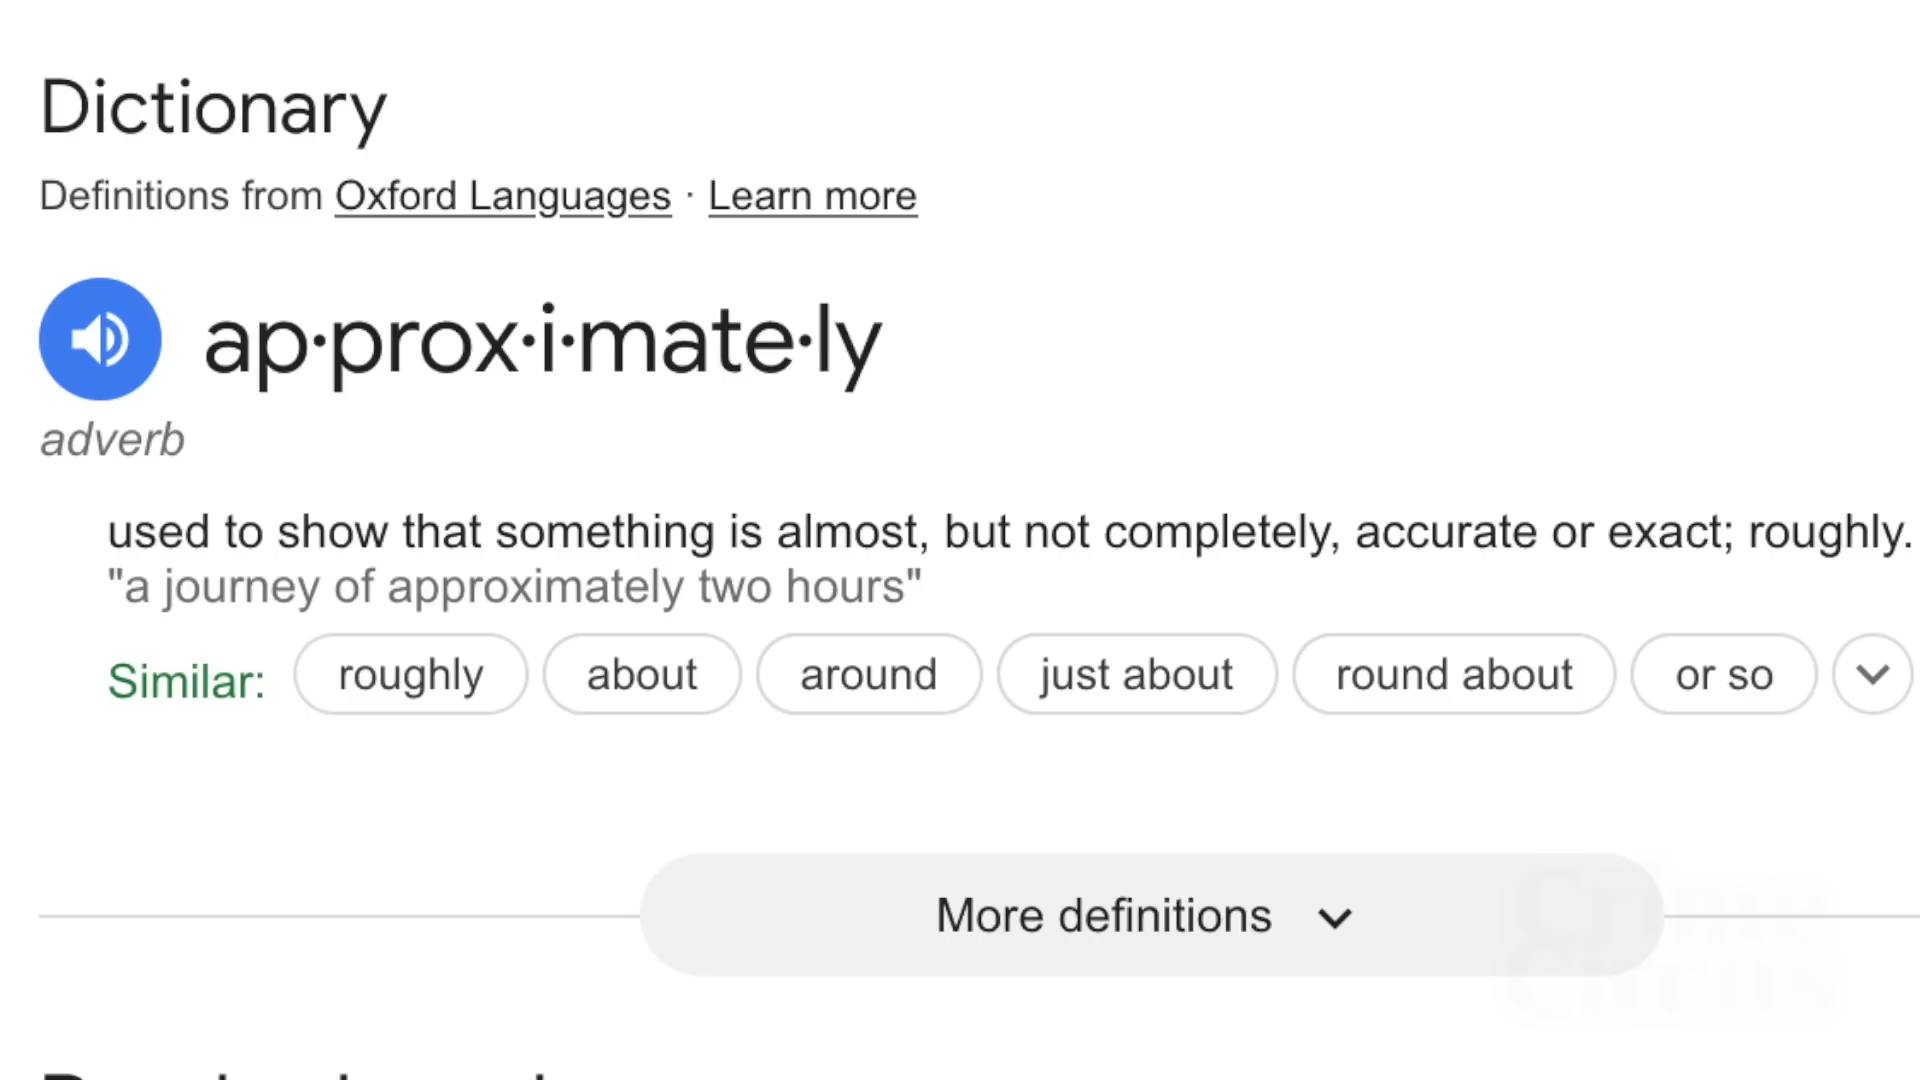 Dictionary
Definitions from Oxford Languages · Learn more
ap·prox·i·mate·ly
adverb
used to show that something is almost, but not completely, accurate or exact; roughly.
"a journey of approximately two hours"
Similar: roughly about around just about round about or so
More definitions
Crime
Circus